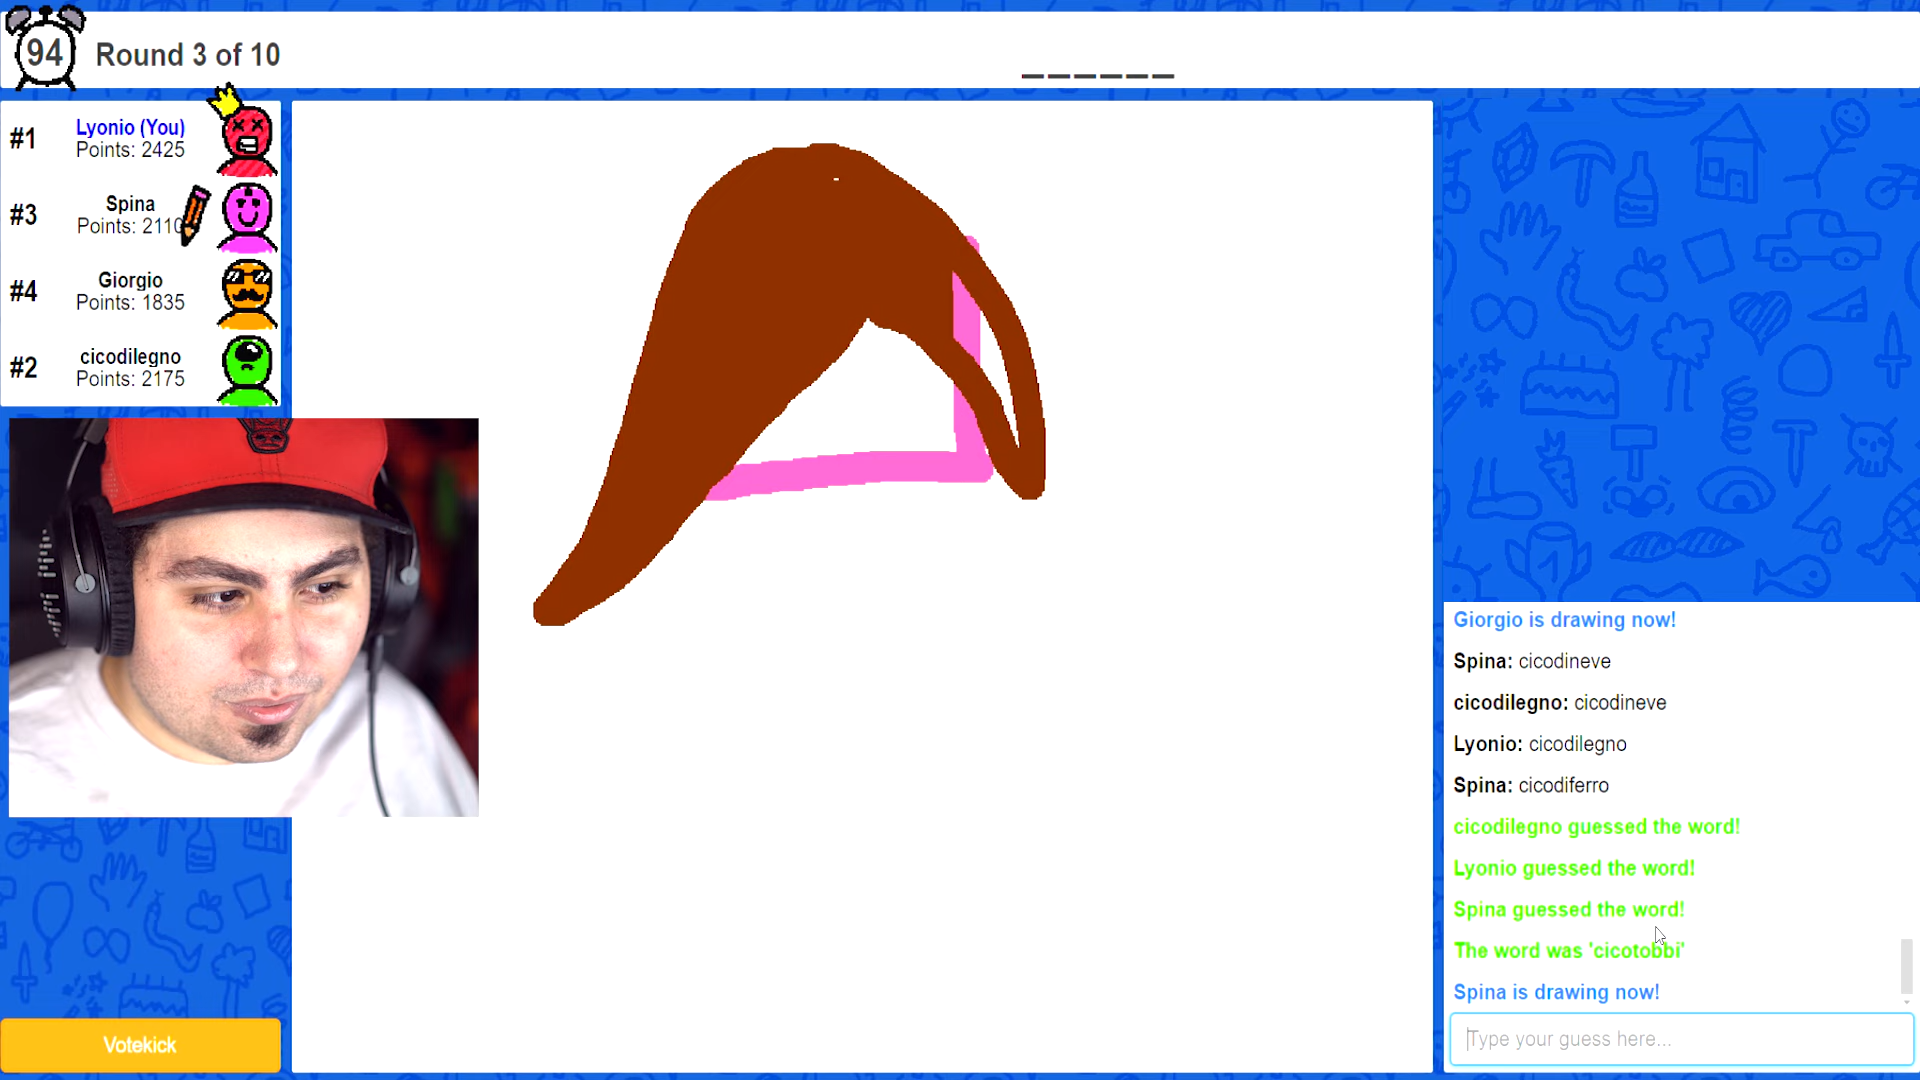 94
Round 3 of 10
______
#1
Lyonio (You)
Points: 2425
#3
Spina
Points: 2110
#4
Giorgio
Points: 1835
#2
cicodilegno
Points: 2175
Giorgio is drawing now!
Spina: cicodineve
cicodilegno: cicodineve
Lyonio: cicodilegno
Spina: cicodiferro
cicodilegno guessed the word!
Lyonio guessed the word!
Spina guessed the word!
The word was 'cicotobbi'
Spina is drawing now!
Type your guess here...
Votekick